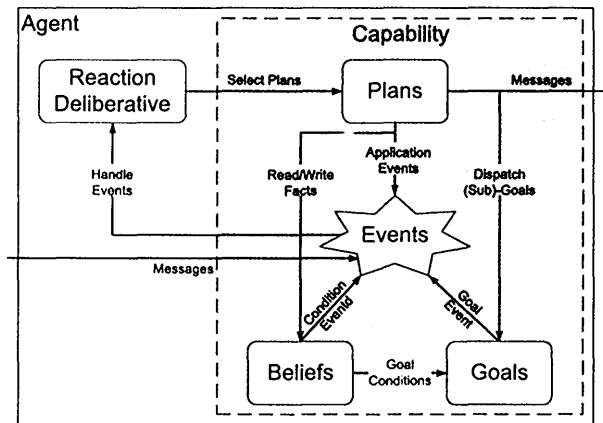 Agent
Capability
Reaction
Deliberative
Select Plans
Plans
Messages
Handle
Events
Read/Write
Facts
Application
Events
Dispatch
(Sub)-Goals
Events
Messages
Condition
Eventd
Goal
Event
Beliefs
Goal
Conditions
Goals